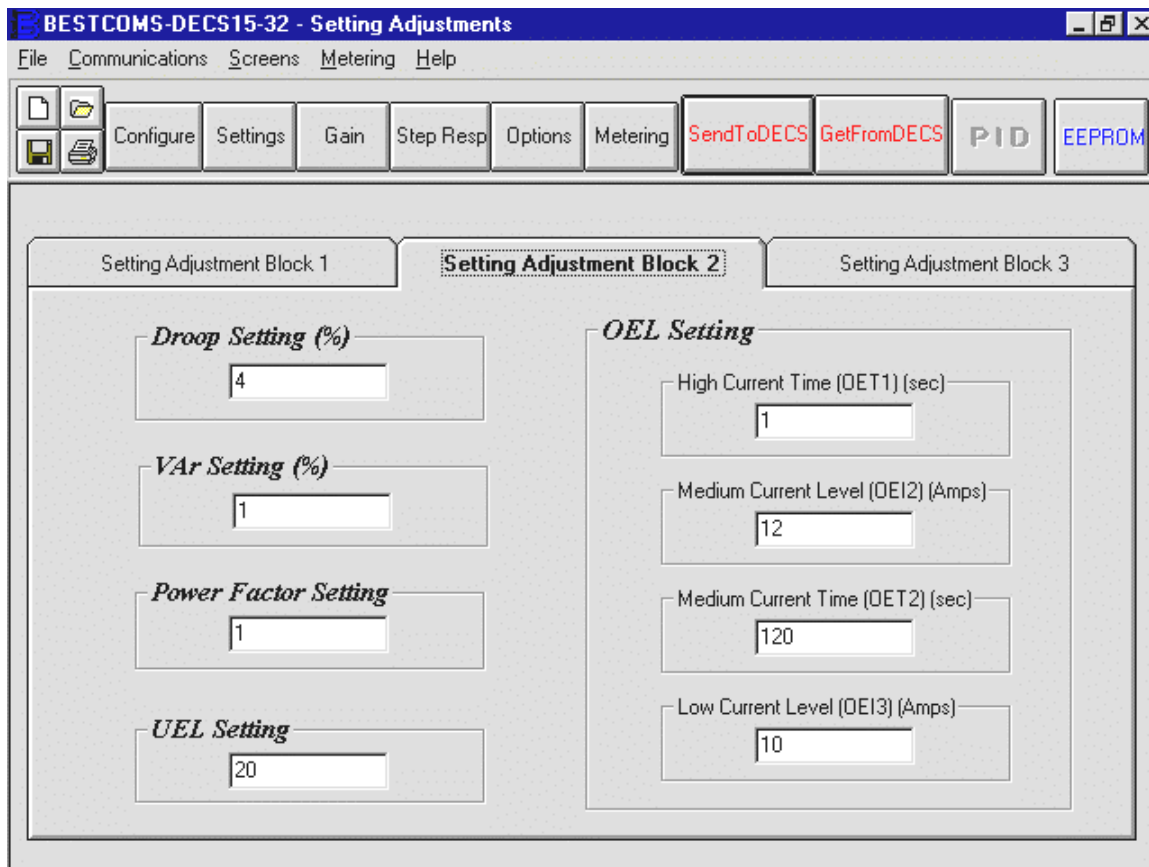 BESTCOMS-DECS15-32 - Setting Adjustments
File Communications Screens Metering Help
Configure Settings Gain Step Resp Options Metering SendToDECS GetFromDECS PID EEPROM
Setting Adjustment Block 1 Setting Adjustment Block 2 Setting Adjustment Block 3
Droop Setting (%)
4
VAr Setting (%)
1
Power Factor Setting
1
UEL Setting
20
OEL Setting
High Current Time (OET1) (sec)
1
Medium Current Level (OEI2) (Amps)
12
Medium Current Time (OET2) (sec)
120
Low Current Level (OEI3) (Amps)
10